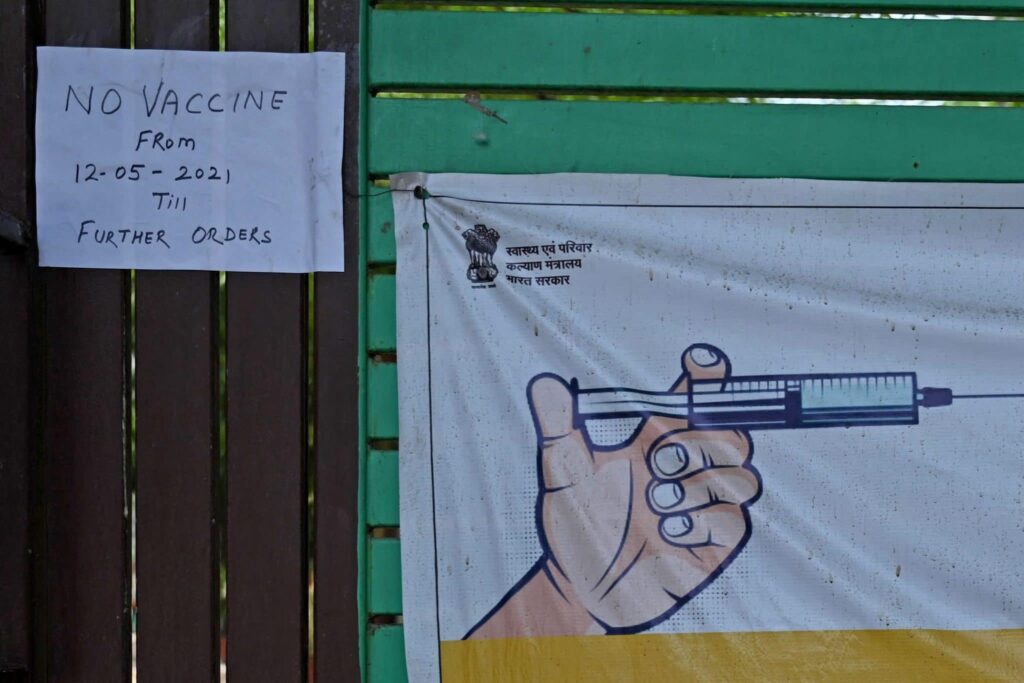 NO VACCINE
FRom
12-05-2021
Till
FURTHER ORDERS
स्वास्थ्य एवं परिवार
कल्याण मंत्रालय
भारत सरकार